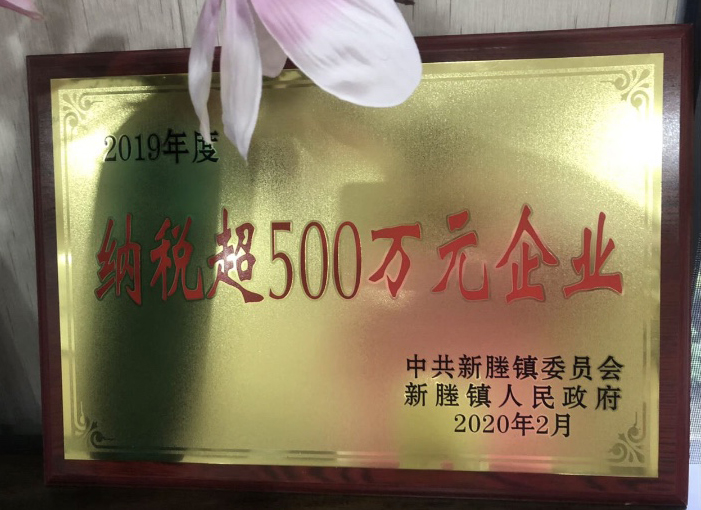 2019年度
纳税超500万元企业
中共新塍镇委员会
新塍镇人民政府
2020年2月